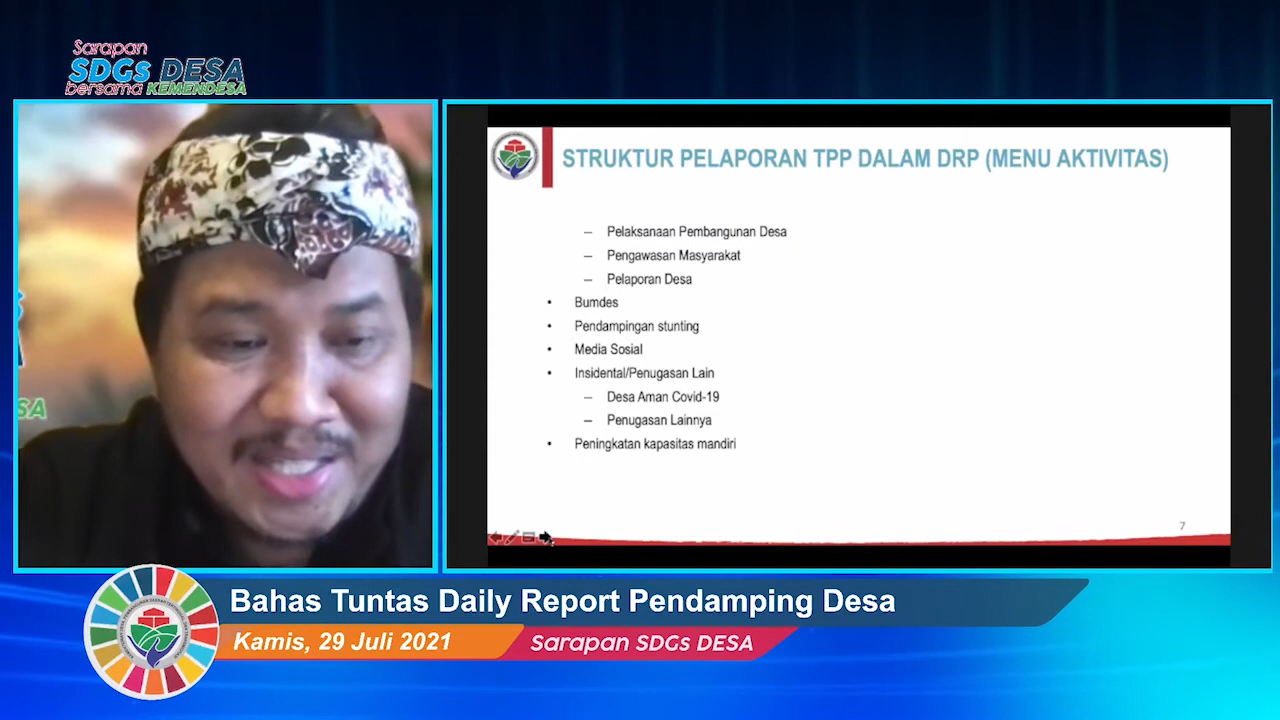 Sarapan
SDGs DESA
bersama KEMENDESA
SA
STRUKTUR PELAPORAN TPP DALAM DRP (MENU AKTIVITAS)
– Pelaksanaan Pembangunan Desa
– Pengawasan Masyarakat
– Pelaporan Desa
• Bumdes
• Pendampingan stunting
• Media Sosial
• Insidental/Penugasan Lain
– Desa Aman Covid-19
– Penugasan Lainnya
• Peningkatan kapasitas mandiri
7
Bahas Tuntas Daily Report Pendamping Desa
Kamis, 29 Juli 2021
Sarapan SDGs DESA